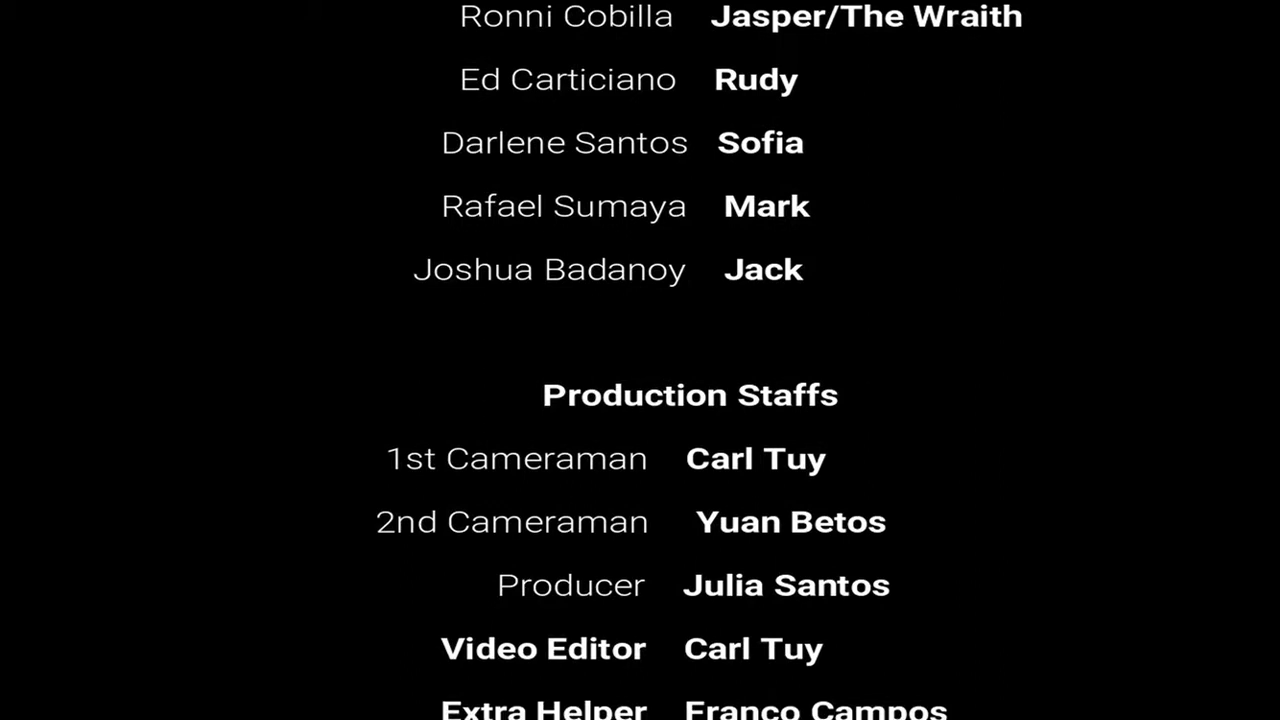 Ronni Cobilla Jasper/The Wraith
Ed Carticiano Rudy
Darlene Santos Sofia
Rafael Sumaya Mark
Joshua Badanoy Jack
Production Staffs
1st Cameraman Carl Tuy
2nd Cameraman Yuan Betos
Producer Julia Santos
Video Editor Carl Tuy
Extra Helper Franco Campos